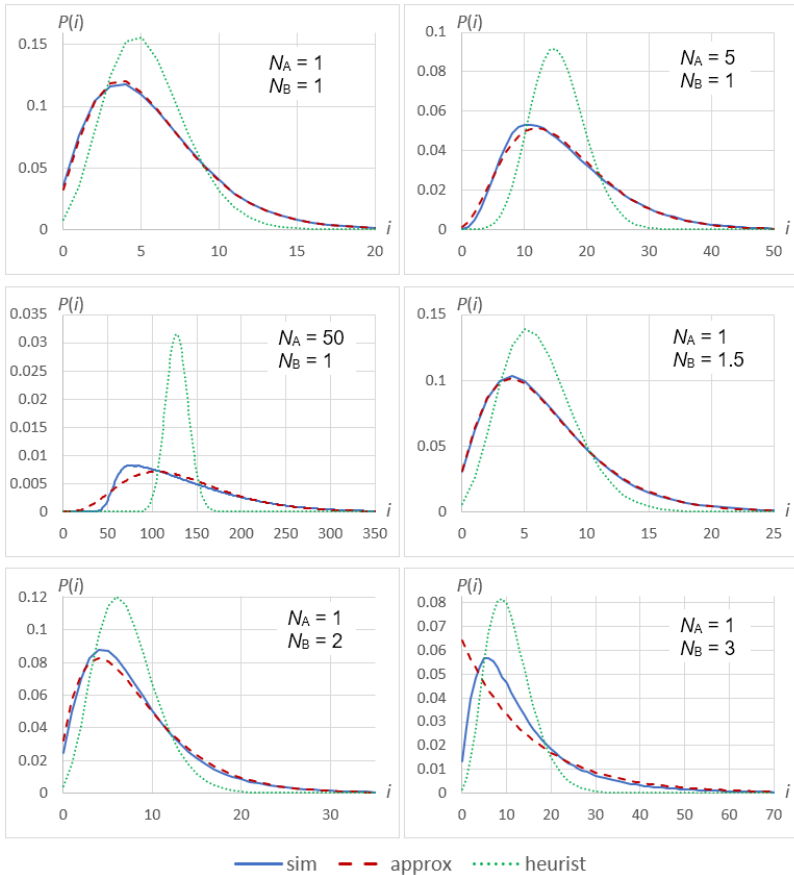 P(i)
0.15
0.1
0.05
0
0 5 10 15 20
i
N_A = 1
N_B = 1
P(i)
0.1
0.08
0.06
0.04
0.02
0
0 10 20 30 40 50
i
N_A = 5
N_B = 1
P(i)
0.035
0.03
0.025
0.02
0.015
0.01
0.005
0
0 50 100 150 200 250 300 350
i
N_A = 50
N_B = 1
P(i)
0.15
0.1
0.05
0
0 5 10 15 20 25
i
N_A = 1
N_B = 1.5
P(i)
0.12
0.1
0.08
0.06
0.04
0.02
0
0 10 20 30
i
N_A = 1
N_B = 2
P(i)
0.08
0.07
0.06
0.05
0.04
0.03
0.02
0.01
0
0 10 20 30 40 50 60 70
i
N_A = 1
N_B = 3
sim approx heurist